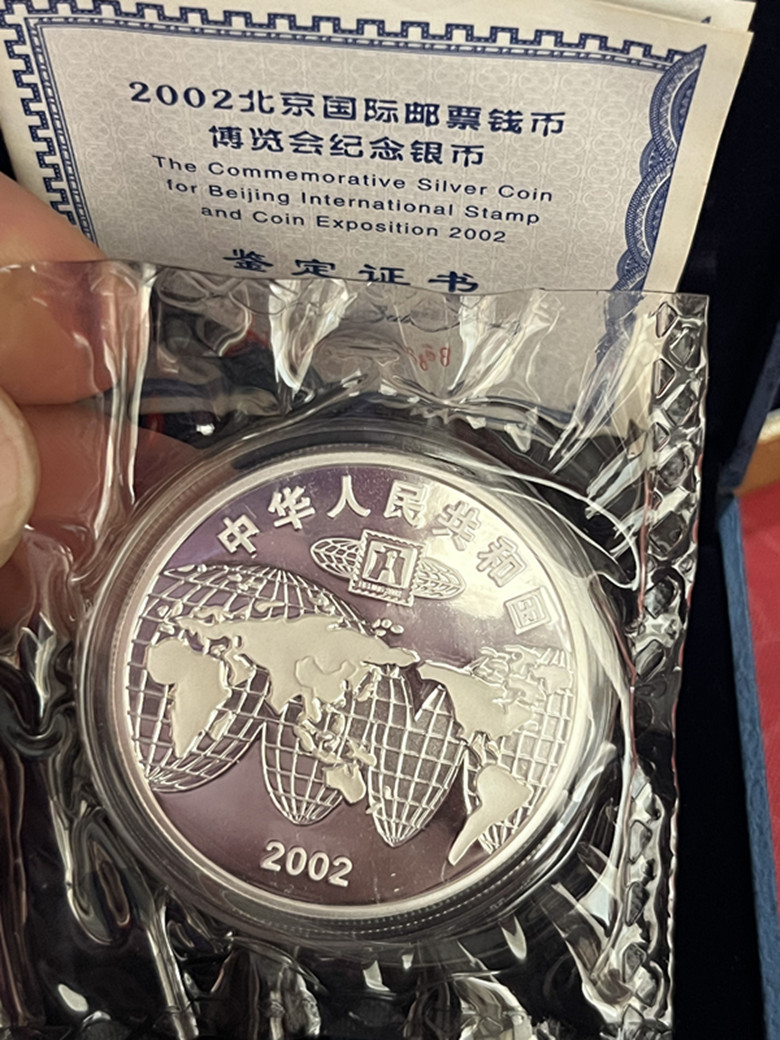 2002北京国际邮票钱币
博览会纪念银币
The Commemorative Silver Coin
for Beijing International Stamp
and Coin Exposition 2002
鉴定证书
中华人民共和国
2002